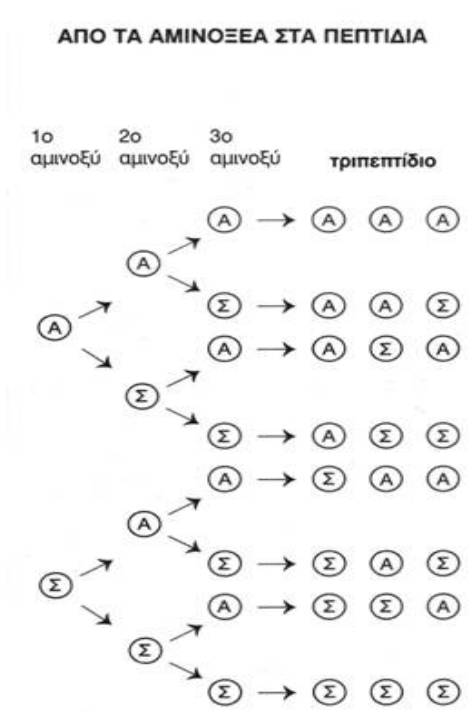 ΑΠΟ ΤΑ ΑΜΙΝΟΞΕΑ ΣΤΑ ΠΕΠΤΙΔΙΑ
1ο 2ο 3ο
αμινοξύ αμινοξύ αμινοξύ τριπεπτίδιο
Α → Α Α Α
Α
Σ → Α Α Σ
Α
Α → Α Σ Α
Σ
Σ → Α Σ Σ
Α → Σ Α Α
Α
Σ → Σ Α Σ
Σ
Α → Σ Σ Α
Σ
Σ → Σ Σ Σ